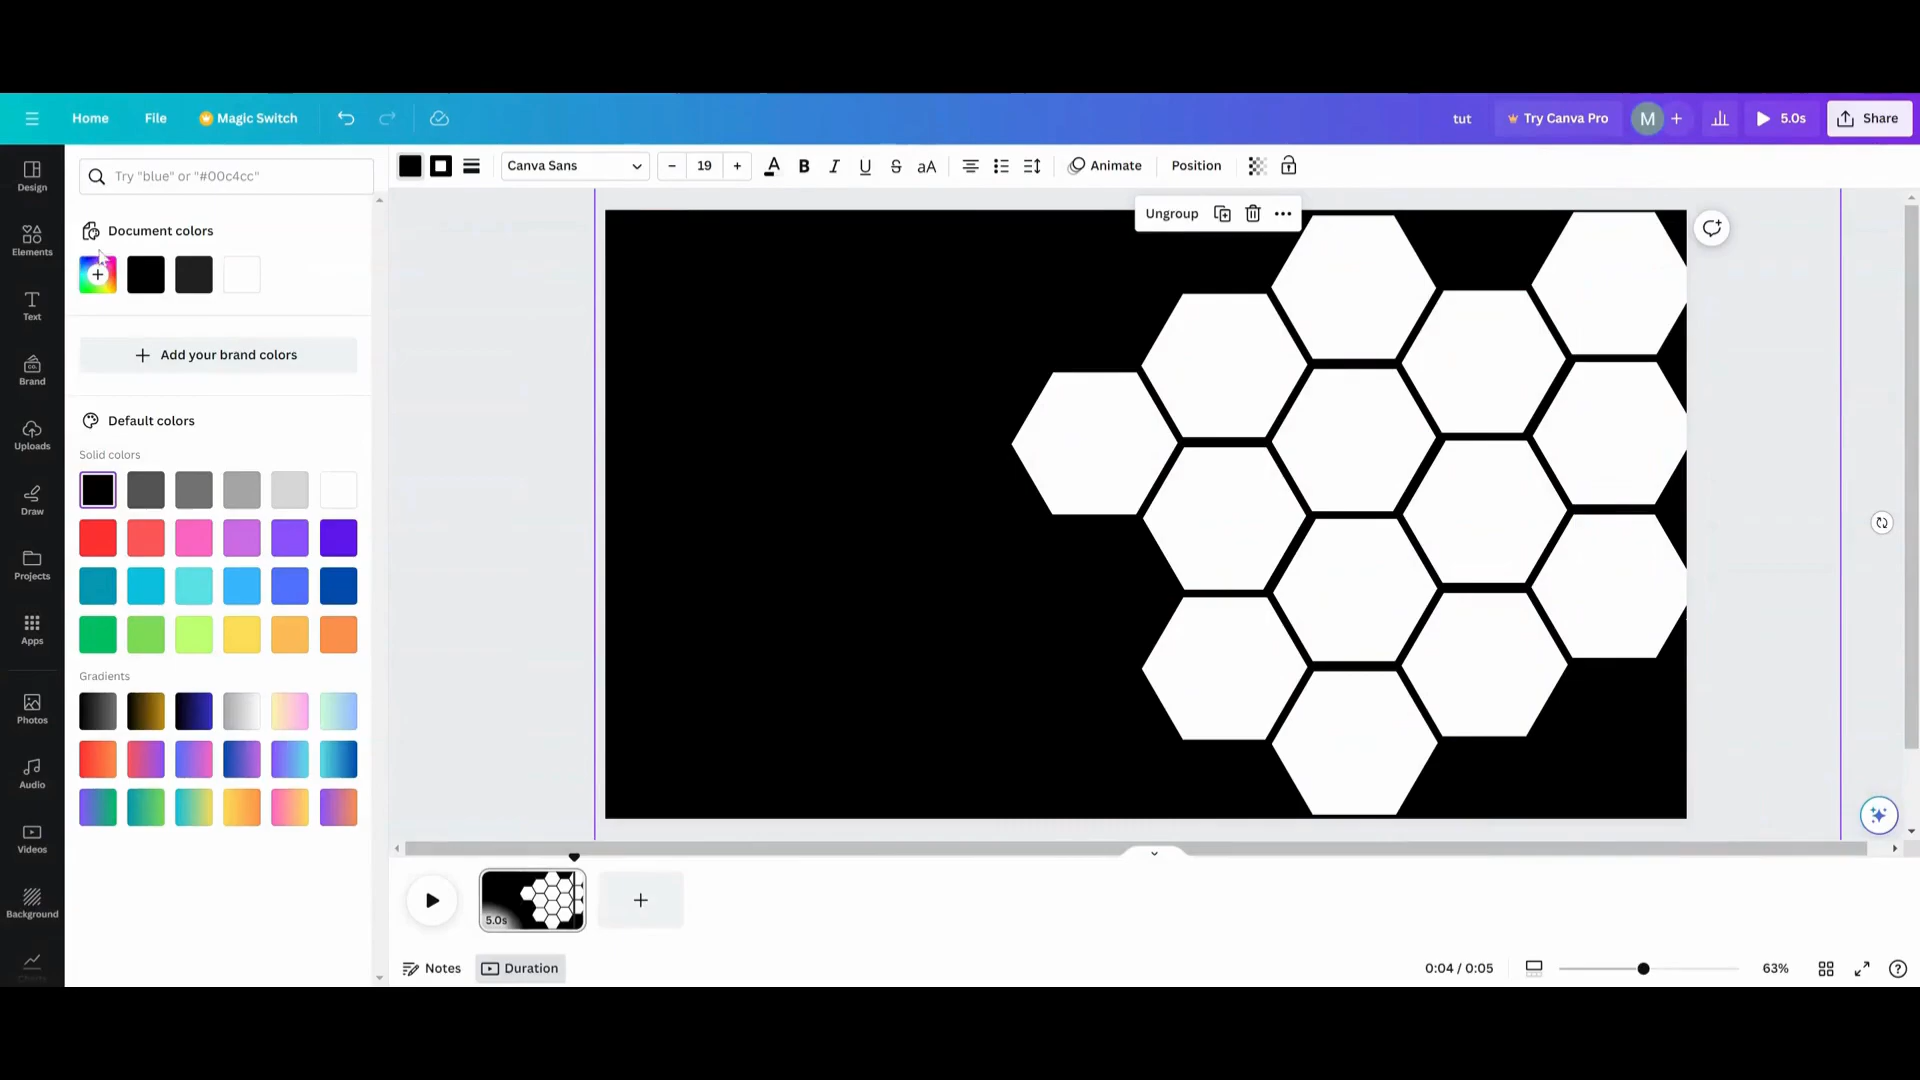 Home File Magic Switch tut Try Canva Pro M 5.0s Share
Design
Elements
Text
Brand
Uploads
Draw
Projects
Apps
Photos
Audio
Videos
Background
Try "blue" or "#00c4cc"
Document colors
Add your brand colors
Default colors
Solid colors
Gradients
Canva Sans 19 A B I U S aA Animate Position
Ungroup
5.0s
Notes Duration 0:04 / 0:05 63%